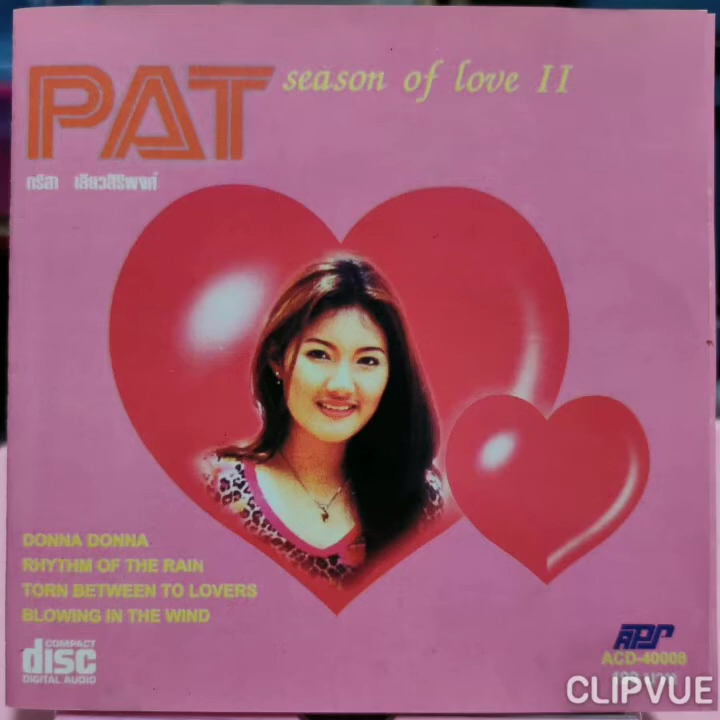 PAT
season of love II
ภริสา เลียวสิริพงศ์
DONNA DONNA
RHYTHM OF THE RAIN
TORN BETWEEN TO LOVERS
BLOWING IN THE WIND
COMPACT
disc
DIGITAL AUDIO
APS
ACD-40008
CLIPVUE